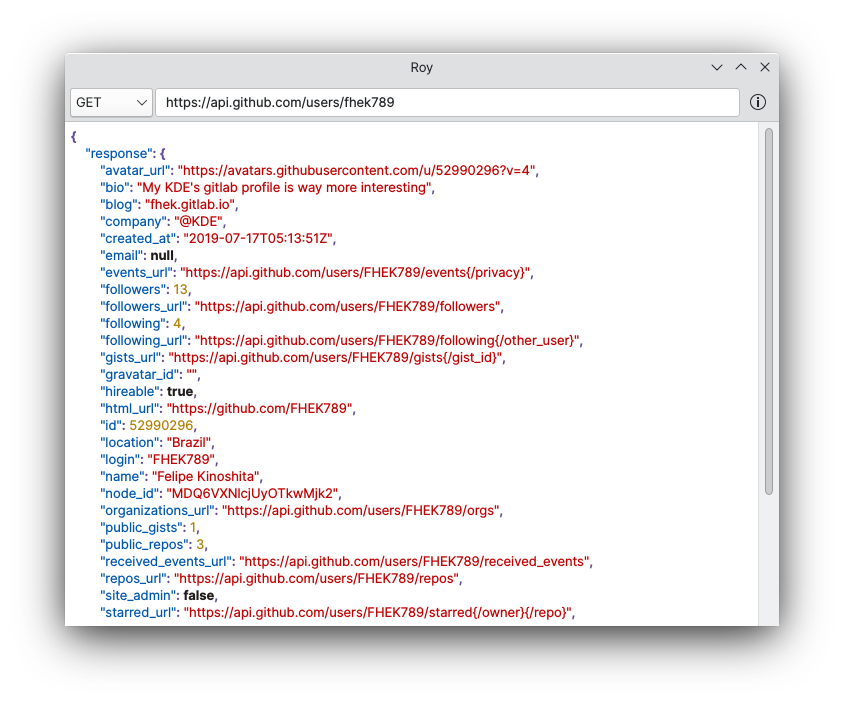 Roy
GET https://api.github.com/users/fhek789
{
"response": {
"avatar_url": "https://avatars.githubusercontent.com/u/52990296?v=4",
"bio": "My KDE's gitlab profile is way more interesting",
"blog": "fhek.gitlab.io",
"company": "@KDE",
"created_at": "2019-07-17T05:13:51Z",
"email": null,
"events_url": "https://api.github.com/users/FHEK789/events{/privacy}",
"followers": 13,
"followers_url": "https://api.github.com/users/FHEK789/followers",
"following": 4,
"following_url": "https://api.github.com/users/FHEK789/following{/other_user}",
"gists_url": "https://api.github.com/users/FHEK789/gists{/gist_id}",
"gravatar_id": "",
"hireable": true,
"html_url": "https://github.com/FHEK789",
"id": 52990296,
"location": "Brazil",
"login": "FHEK789",
"name": "Felipe Kinoshita",
"node_id": "MDQ6VXNlcjUyOTkwMjk2",
"organizations_url": "https://api.github.com/users/FHEK789/orgs",
"public_gists": 1,
"public_repos": 3,
"received_events_url": "https://api.github.com/users/FHEK789/received_events",
"repos_url": "https://api.github.com/users/FHEK789/repos",
"site_admin": false,
"starred_url": "https://api.github.com/users/FHEK789/starred{/owner}{/repo}",